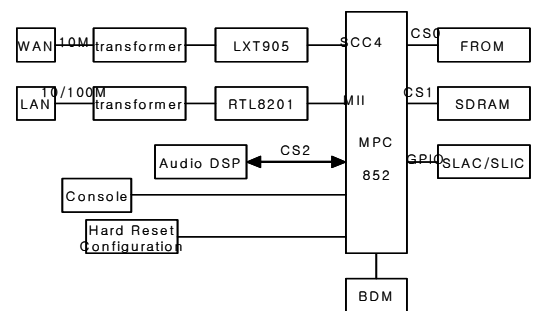 WAN 10M transformer LXT905 SCC4 CS0 FROM
LAN 10/100M transformer RTL8201 MII CS1 SDRAM
MPC
852
Audio DSP CS2 GPIO SLAC/SLIC
Console
Hard Reset
Configuration
BDM